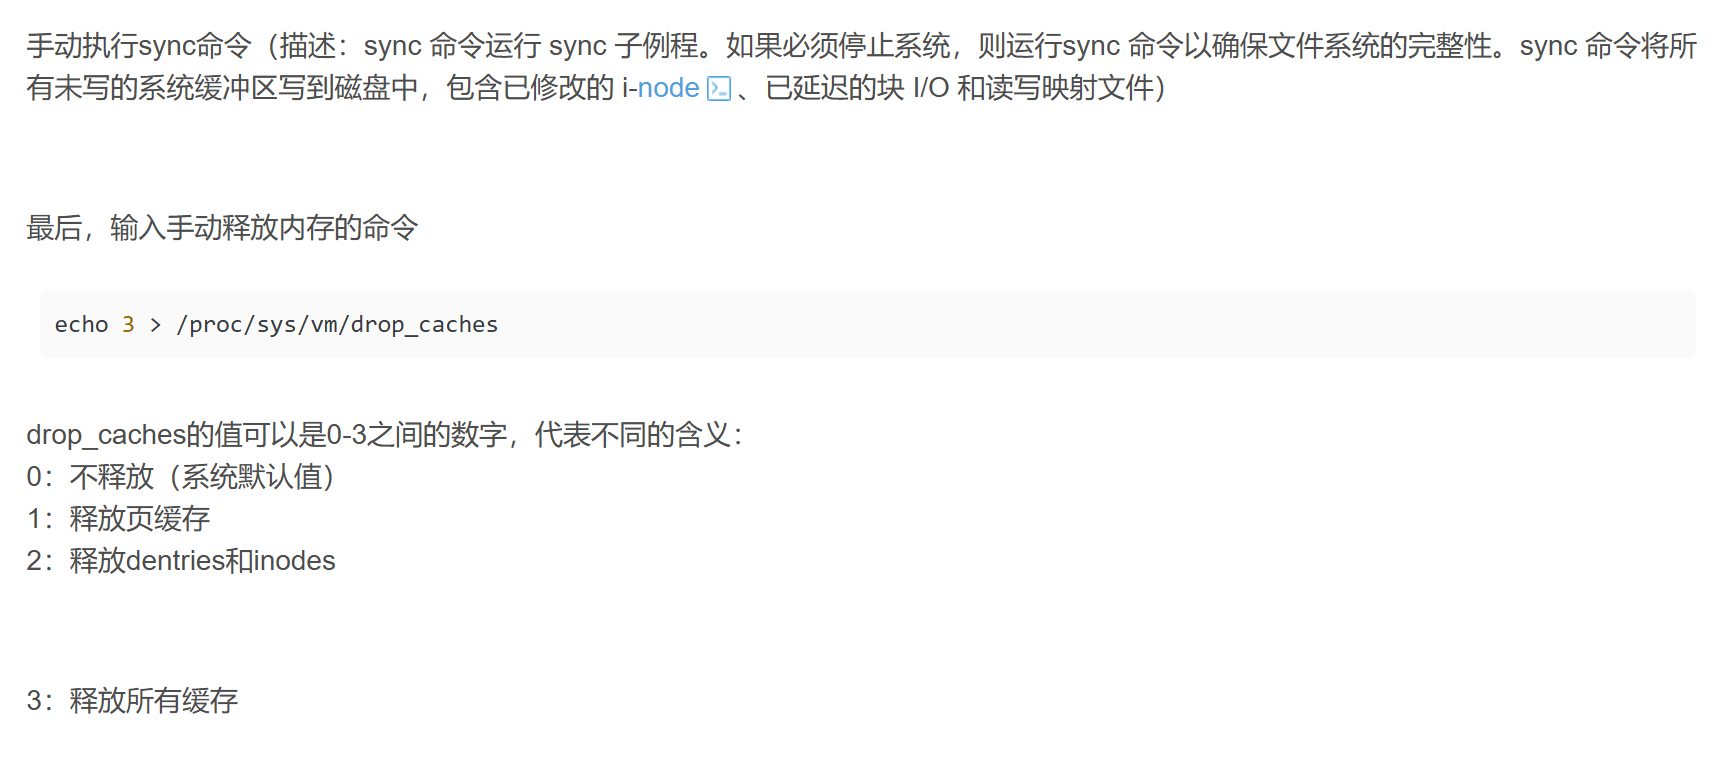 手动执行sync命令（描述：sync 命令运行 sync 子例程。如果必须停止系统，则运行sync 命令以确保文件系统的完整性。sync 命令将所
有未写的系统缓冲区写到磁盘中，包含已修改的 i-node 、已延迟的块 I/O 和读写映射文件）
最后，输入手动释放内存的命令
echo 3 > /proc/sys/vm/drop_caches
drop_caches的值可以是0-3之间的数字，代表不同的含义：
0：不释放（系统默认值）
1：释放页缓存
2：释放dentries和inodes
3：释放所有缓存